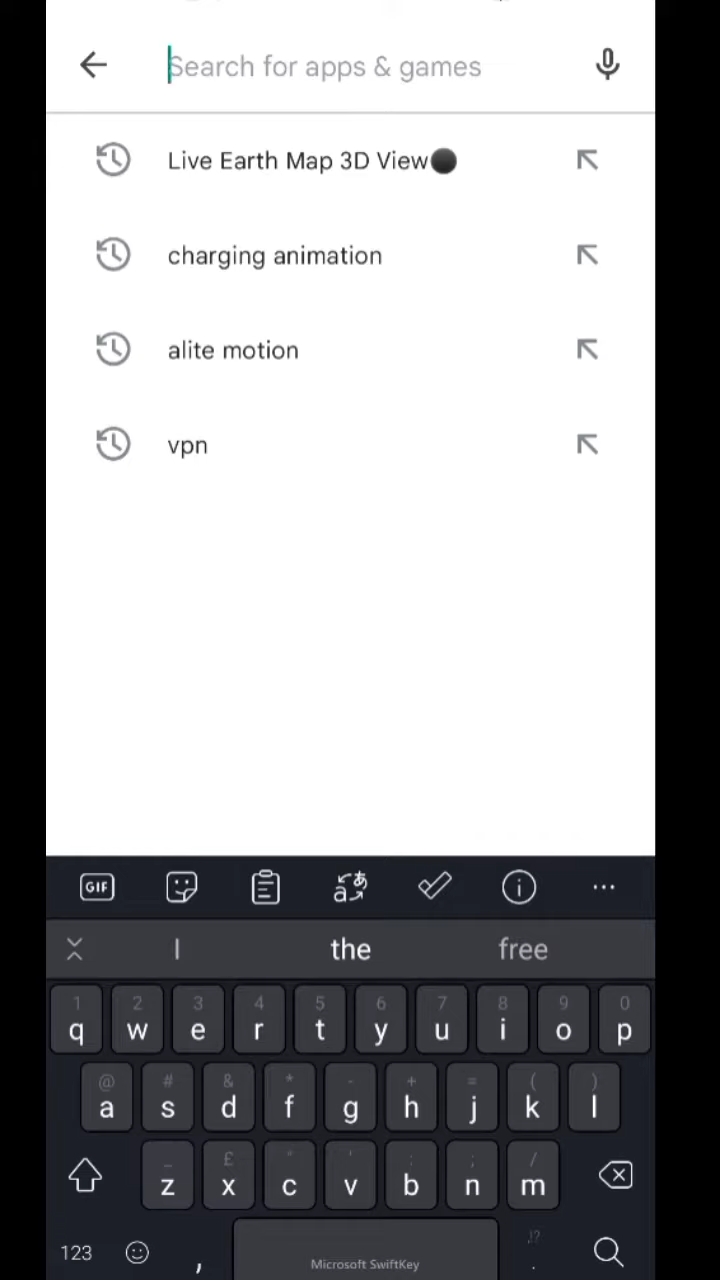 Search for apps & games
Live Earth Map 3D View
charging animation
alite motion
vpn
GIF
I the free
1 2 3 4 5 6 7 8 9 0
q w e r t y u i o p
@ # & * - + = ( )
a s d f g h j k l
_ £ " ' : ; /
z x c v b n m
123 , !? .
Microsoft SwiftKey